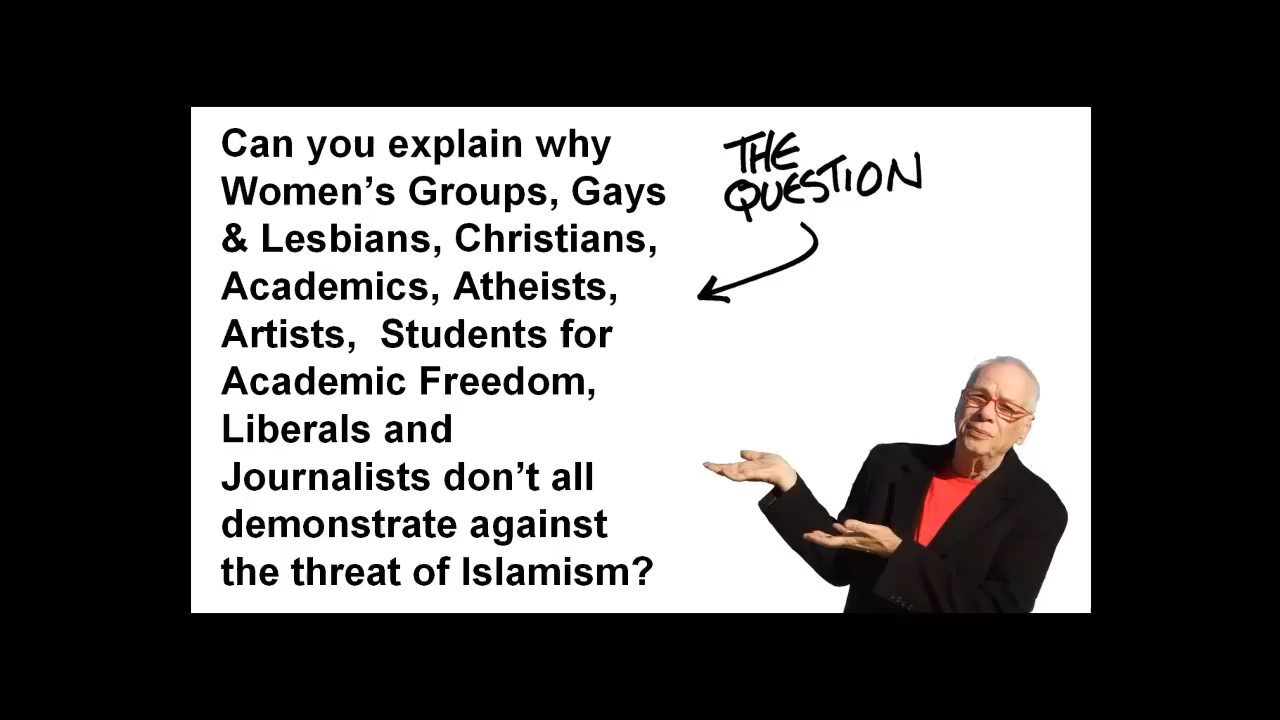 Can you explain why
Women's Groups, Gays
& Lesbians, Christians,
Academics, Atheists,
Artists,  Students for
Academic Freedom,
Liberals and
Journalists don't all
demonstrate against
the threat of Islamism?
THE
QUESTION